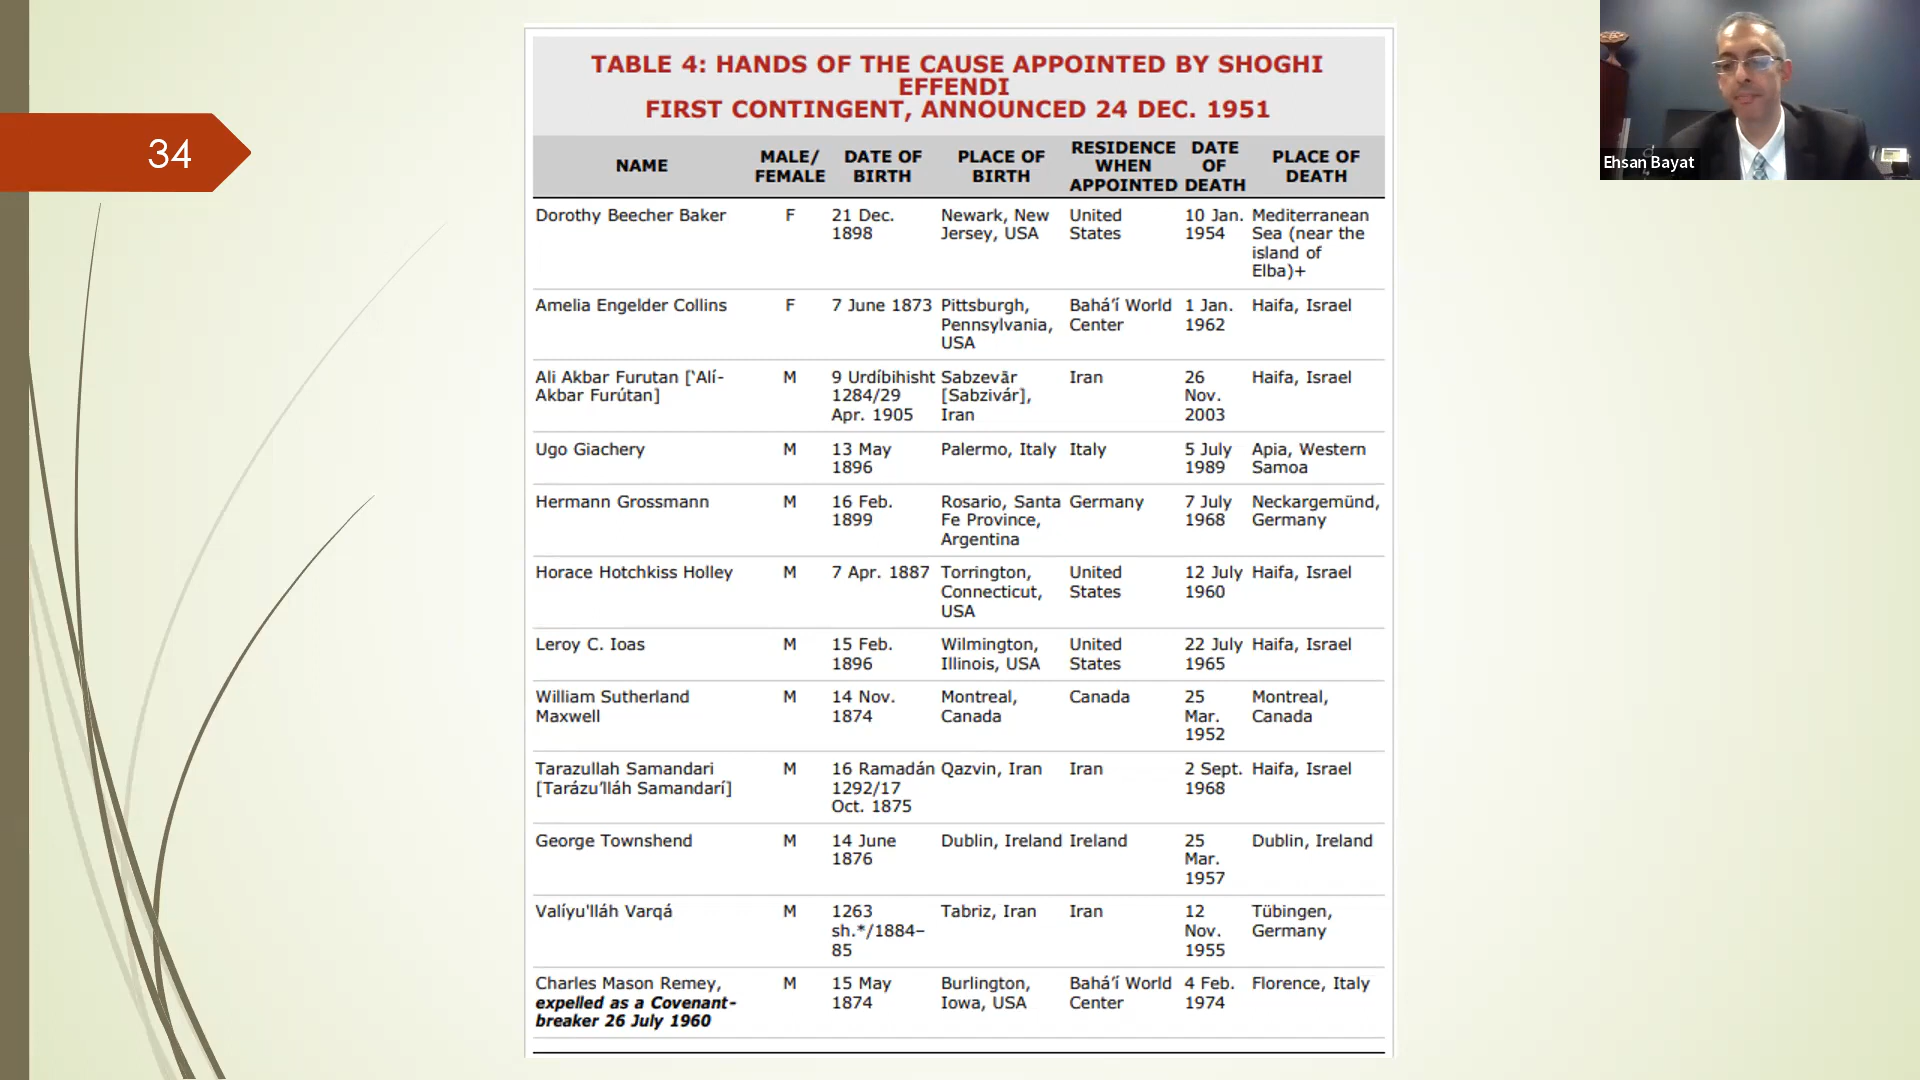 34
TABLE 4: HANDS OF THE CAUSE APPOINTED BY SHOGHI
EFFENDI
FIRST CONTINGENT, ANNOUNCED 24 DEC. 1951
NAME
MALE/
FEMALE
DATE OF
BIRTH
PLACE OF
BIRTH
RESIDENCE
WHEN
APPOINTED
DATE
OF
DEATH
PLACE OF
DEATH
Dorothy Beecher Baker
F
21 Dec.
1898
Newark, New
Jersey, USA
United
States
10 Jan.
1954
Mediterranean
Sea (near the
island of
Elba)+
Amelia Engelder Collins
F
7 June 1873
Pittsburgh,
Pennsylvania,
USA
Bahá’í World
Center
1 Jan.
1962
Haifa, Israel
Ali Akbar Furutan [‘Alí-
Akbar Furútan]
M
9 Urdíbihisht
1284/29
Apr. 1905
Sabzevār
[Sabzivár],
Iran
Iran
26
Nov.
2003
Haifa, Israel
Ugo Giachery
M
13 May
1896
Palermo, Italy
Italy
5 July
1989
Apia, Western
Samoa
Hermann Grossmann
M
16 Feb.
1899
Rosario, Santa
Fe Province,
Argentina
Germany
7 July
1968
Neckargemünd,
Germany
Horace Hotchkiss Holley
M
7 Apr. 1887
Torrington,
Connecticut,
USA
United
States
12 July
1960
Haifa, Israel
Leroy C. Ioas
M
15 Feb.
1896
Wilmington,
Illinois, USA
United
States
22 July
1965
Haifa, Israel
William Sutherland
Maxwell
M
14 Nov.
1874
Montreal,
Canada
Canada
25
Mar.
1952
Montreal,
Canada
Tarazullah Samandari
[Tarázu’lláh Samandarí]
M
16 Ramadán
1292/17
Oct. 1875
Qazvin, Iran
Iran
2 Sept.
1968
Haifa, Israel
George Townshend
M
14 June
1876
Dublin, Ireland
Ireland
25
Mar.
1957
Dublin, Ireland
Valíyu'lláh Varqá
M
1263
sh.*/1884–
85
Tabriz, Iran
Iran
12
Nov.
1955
Tübingen,
Germany
Charles Mason Remey,
expelled as a Covenant-
breaker 26 July 1960
M
15 May
1874
Burlington,
Iowa, USA
Bahá’í World
Center
4 Feb.
1974
Florence, Italy
Ehsan Bayat